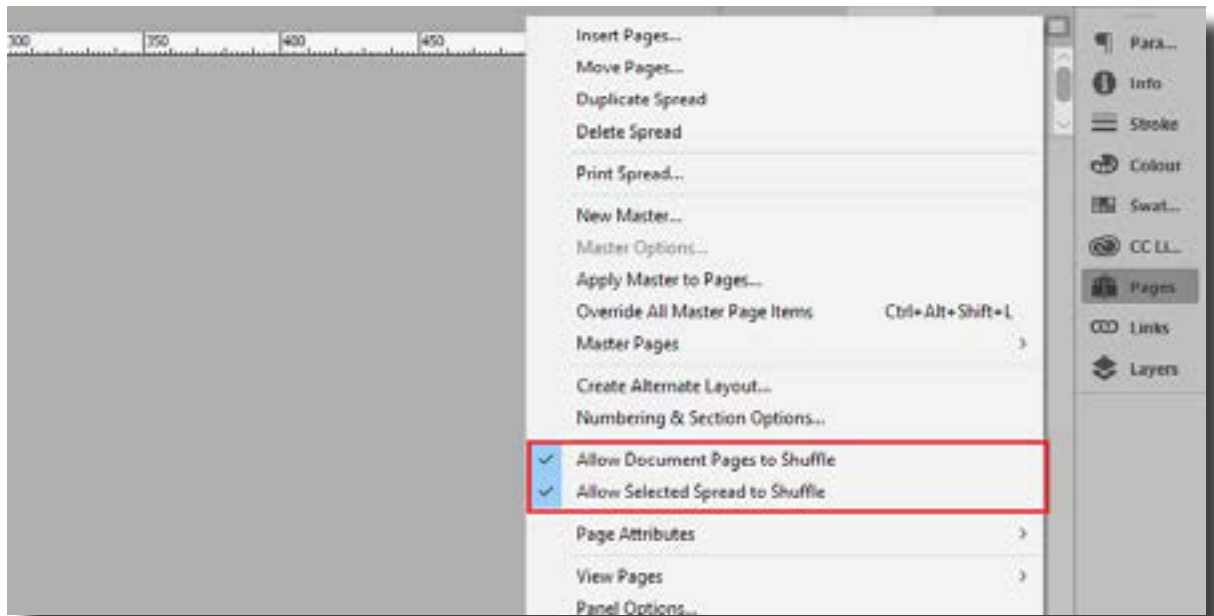 300 350 400 450
Insert Pages...
Move Pages...
Duplicate Spread
Delete Spread
Print Spread...
New Master...
Master Options...
Apply Master to Pages...
Override All Master Page Items Ctrl+Alt+Shift+L
Master Pages
Create Alternate Layout...
Numbering & Section Options...
Allow Document Pages to Shuffle
Allow Selected Spread to Shuffle
Page Attributes
View Pages
Panel Options...
Para...
Info
Stroke
Colour
Swat...
CC Li...
Pages
Links
Layers